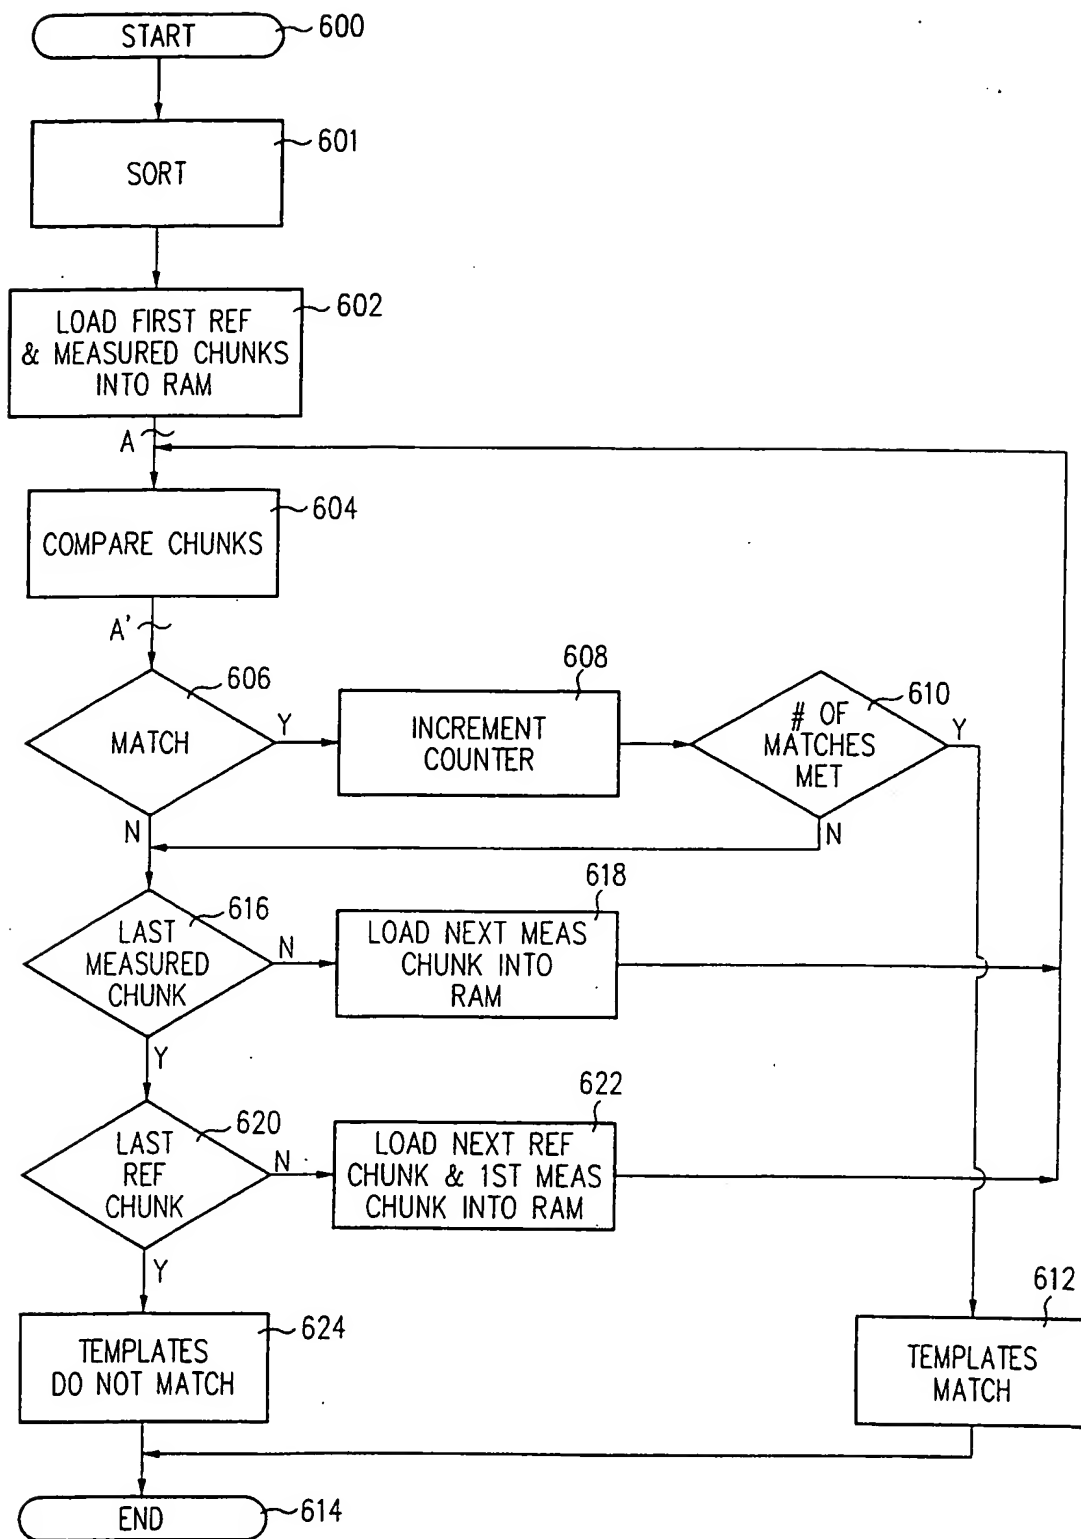 START
600
SORT
601
LOAD FIRST REF
& MEASURED CHUNKS
INTO RAM
602
A
COMPARE CHUNKS
604
A'
MATCH
606
Y
N
INCREMENT
COUNTER
608
# OF
MATCHES
MET
610
Y
N
LAST
MEASURED
CHUNK
616
N
Y
LOAD NEXT MEAS
CHUNK INTO
RAM
618
LAST
REF
CHUNK
620
N
Y
LOAD NEXT REF
CHUNK & 1ST MEAS
CHUNK INTO RAM
622
TEMPLATES
DO NOT MATCH
624
TEMPLATES
MATCH
612
END
614